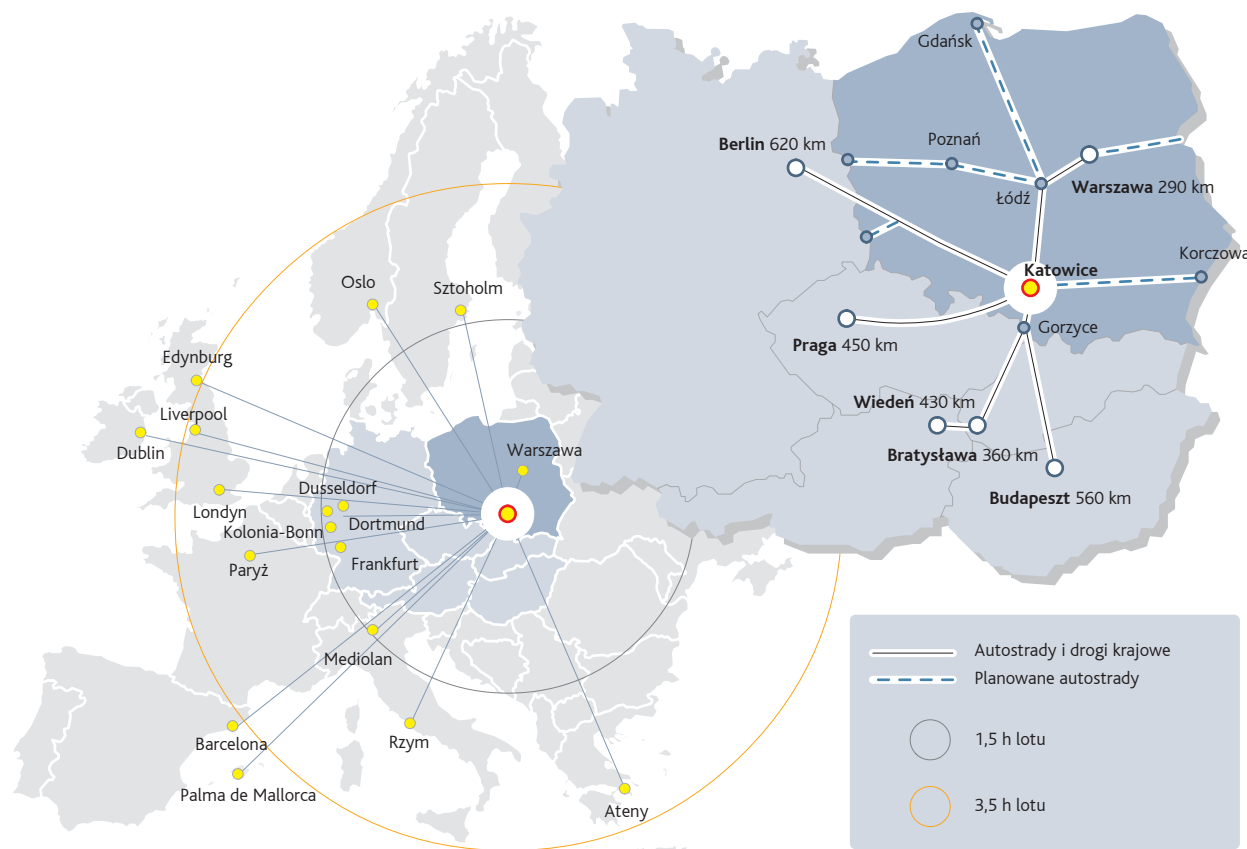 Gdańsk
Poznań
Berlin 620 km
Warszawa 290 km
Łódź
Korczowa
Katowice
Gorzyce
Praga 450 km
Wiedeń 430 km
Bratysława 360 km
Budapeszt 560 km
Oslo
Sztoholm
Edynburg
Liverpool
Dublin
Warszawa
Dusseldorf
Londyn
Dortmund
Kolonia-Bonn
Paryż
Frankfurt
Mediolan
Barcelona
Rzym
Palma de Mallorca
Ateny
Autostrady i drogi krajowe
Planowane autostrady
1,5 h lotu
3,5 h lotu